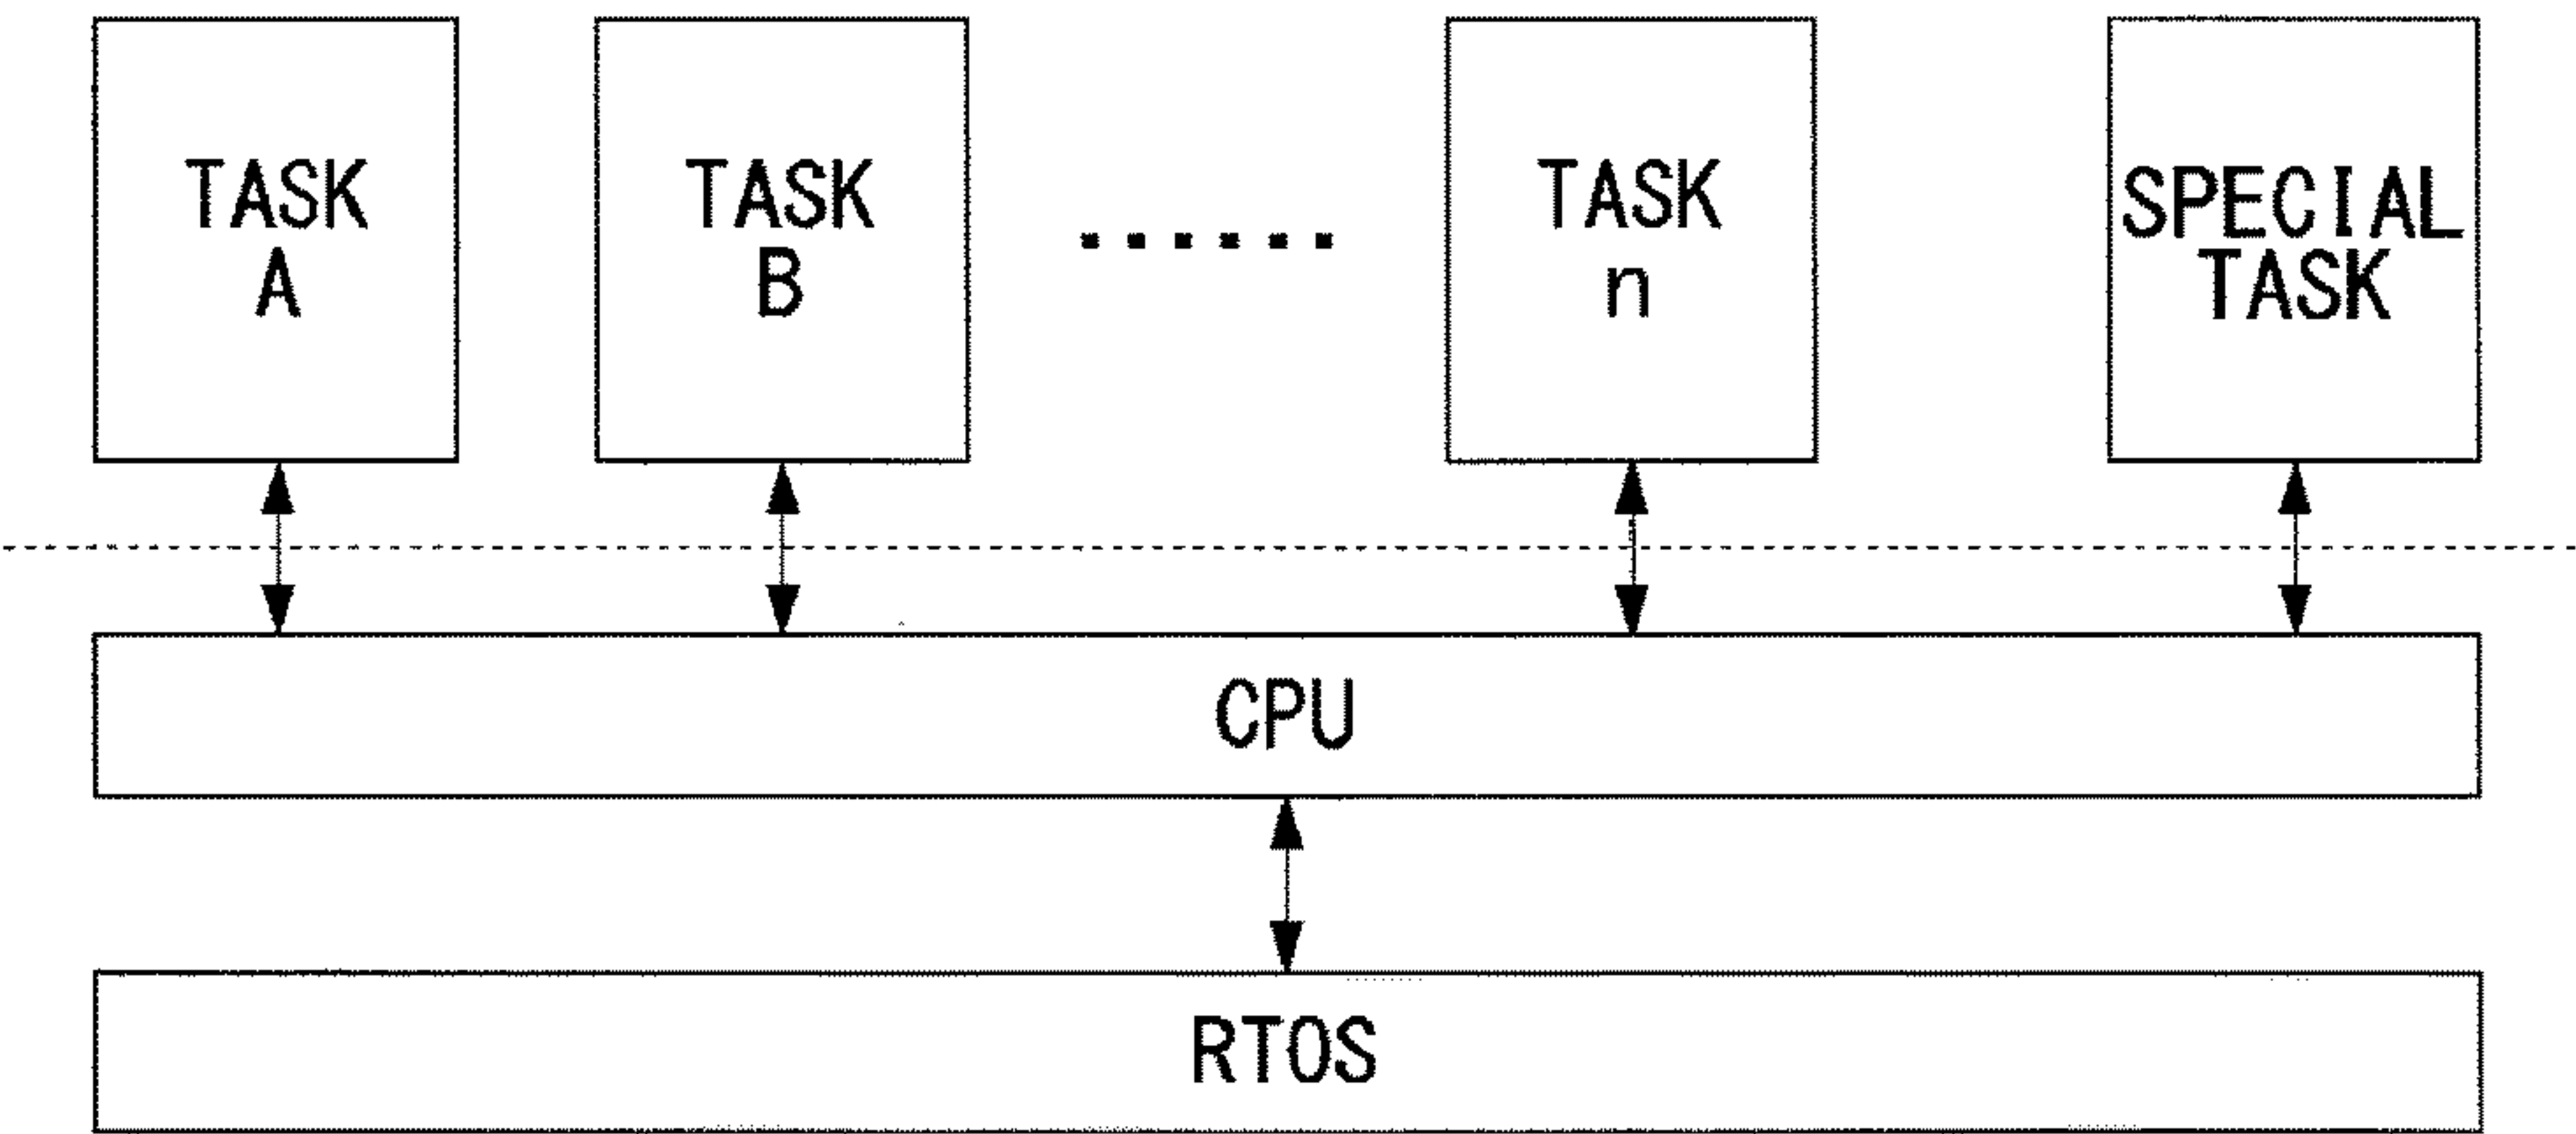 TASK
A
TASK
B
......
TASK
n
SPECIAL
TASK
CPU
RTOS